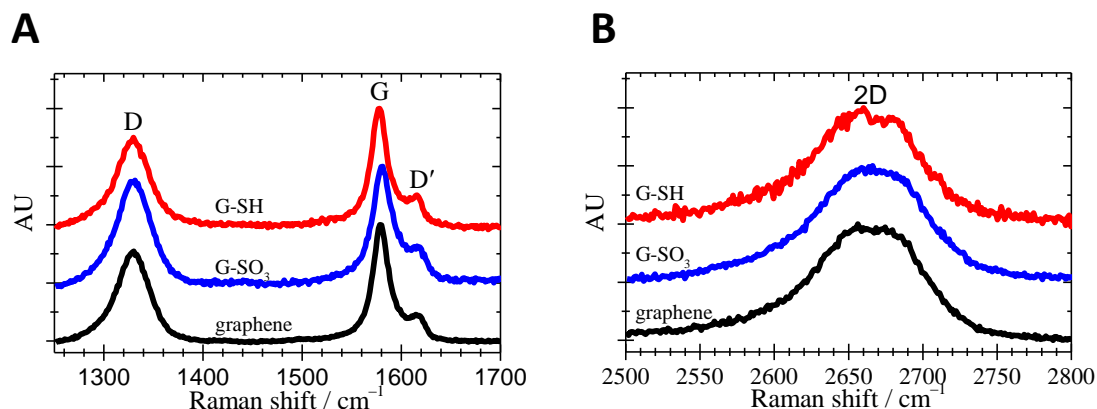 A
B
D
G
D′
G-SH
G-SO3
graphene
AU
1300 1400 1500 1600 1700
Raman shift / cm−1
2D
G-SH
G-SO3
graphene
AU
2500 2550 2600 2650 2700 2750 2800
Raman shift / cm−1